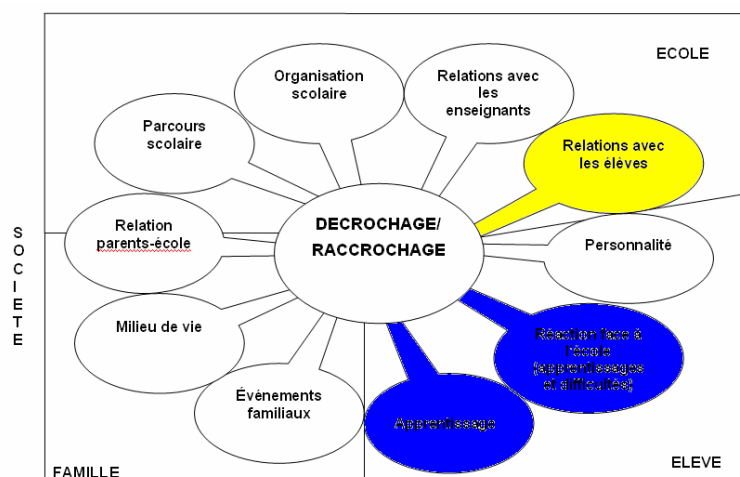 ECOLE
Organisation
scolaire
Relations avec
les
enseignants
Parcours
scolaire
Relations avec
les élèves
SOCIETE
Relation
parents-école
DECROCHAGE/
RACCROCHAGE
Personnalité
Milieu de vie
Réaction face à
l'école
(apprentissages
et difficultés)
Événements
familiaux
Apprentissage
FAMILLE
ELEVE